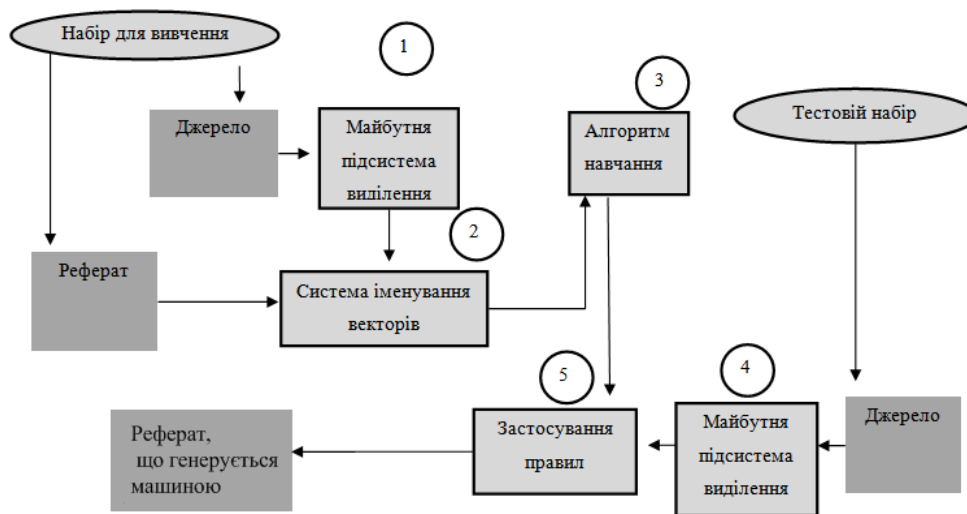 Набір для вивчення
1
3
Джерело
Майбутня
підсистема
виділення
Алгоритм
навчання
Тестовій набір
2
Реферат
Система іменування
векторів
5
4
Реферат,
що генерується
машиною
Застосування
правил
Майбутня
підсистема
виділення
Джерело